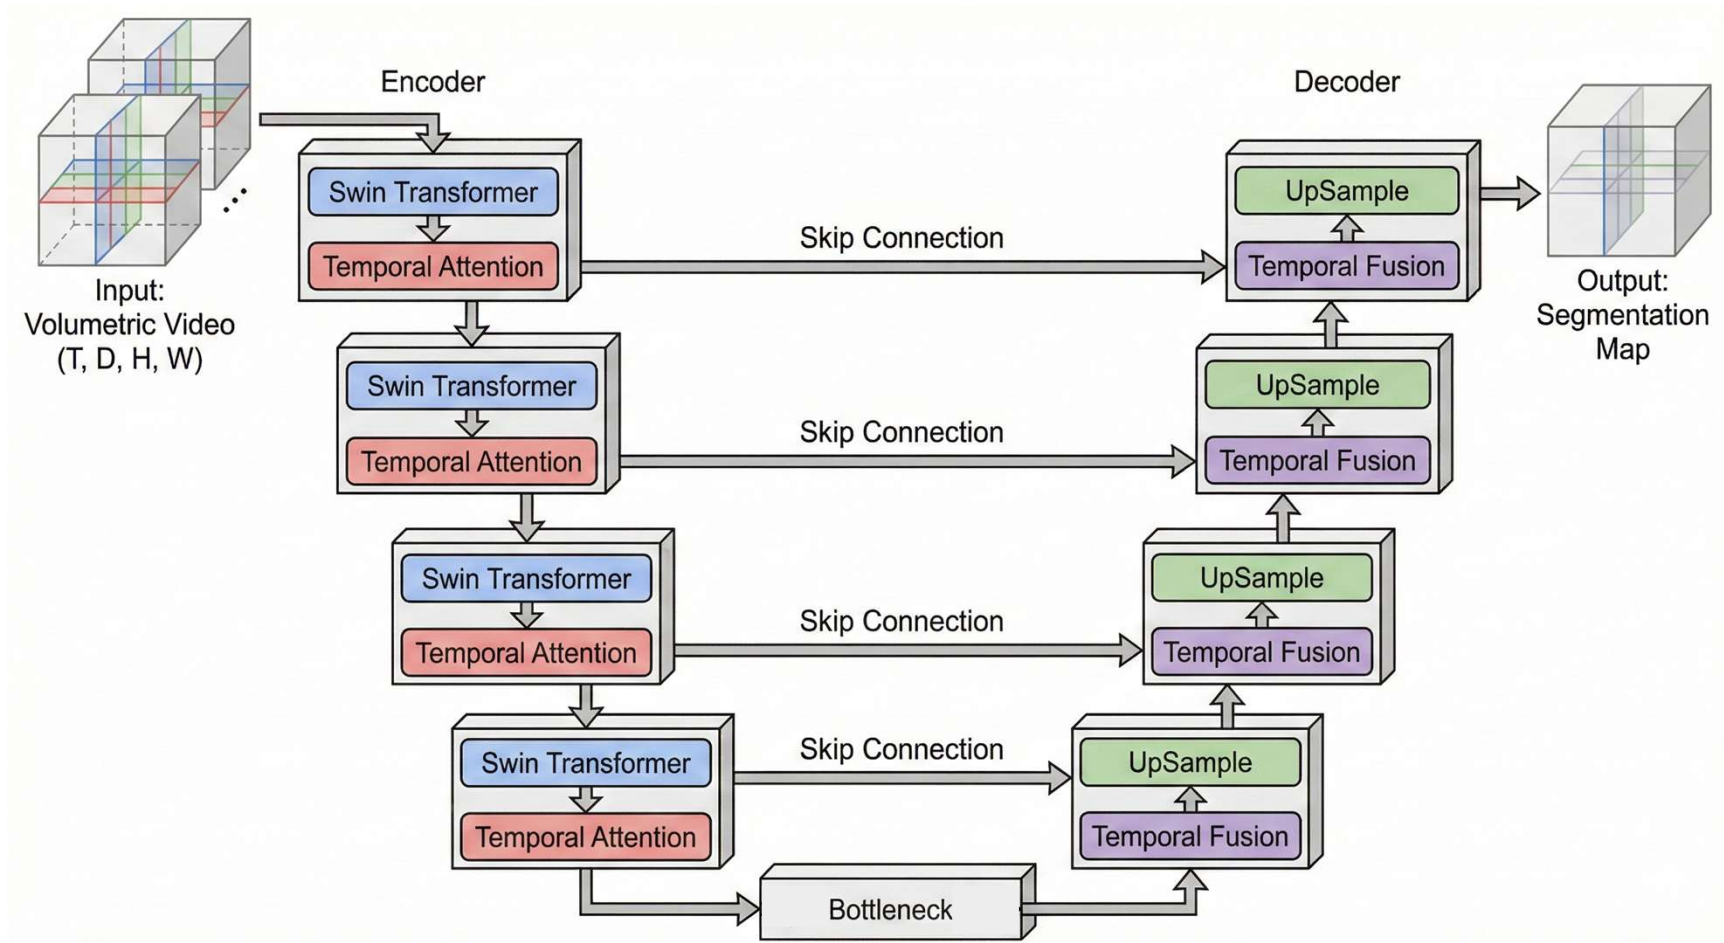 Encoder
Decoder
Input:
Volumetric Video
(T, D, H, W)
Swin Transformer
Temporal Attention
Skip Connection
UpSample
Temporal Fusion
Output:
Segmentation
Map
Swin Transformer
Temporal Attention
Skip Connection
UpSample
Temporal Fusion
Swin Transformer
Temporal Attention
Skip Connection
UpSample
Temporal Fusion
Swin Transformer
Temporal Attention
Skip Connection
UpSample
Temporal Fusion
Bottleneck